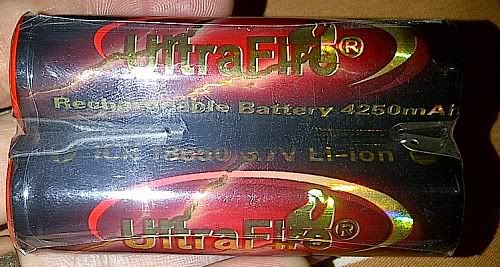 UltraFire®
Rechargeable Battery 4250mAh
18650 3.7V Li-ion
UltraFire®